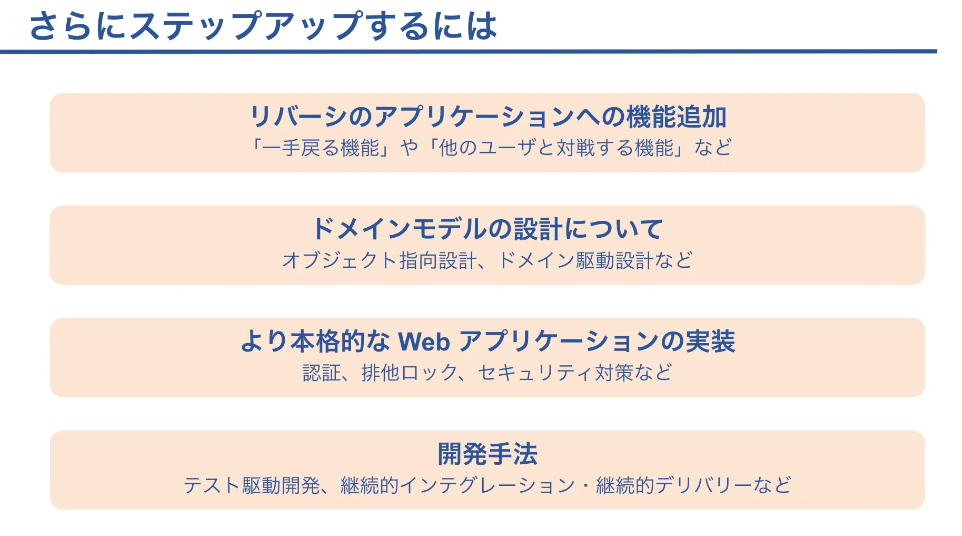 さらにステップアップするには
リバーシのアプリケーションへの機能追加
「一手戻る機能」や「他のユーザと対戦する機能」など
ドメインモデルの設計について
オブジェクト指向設計、ドメイン駆動設計など
より本格的な Web アプリケーションの実装
認証、排他ロック、セキュリティ対策など
開発手法
テスト駆動開発、継続的インテグレーション・継続的デリバリーなど